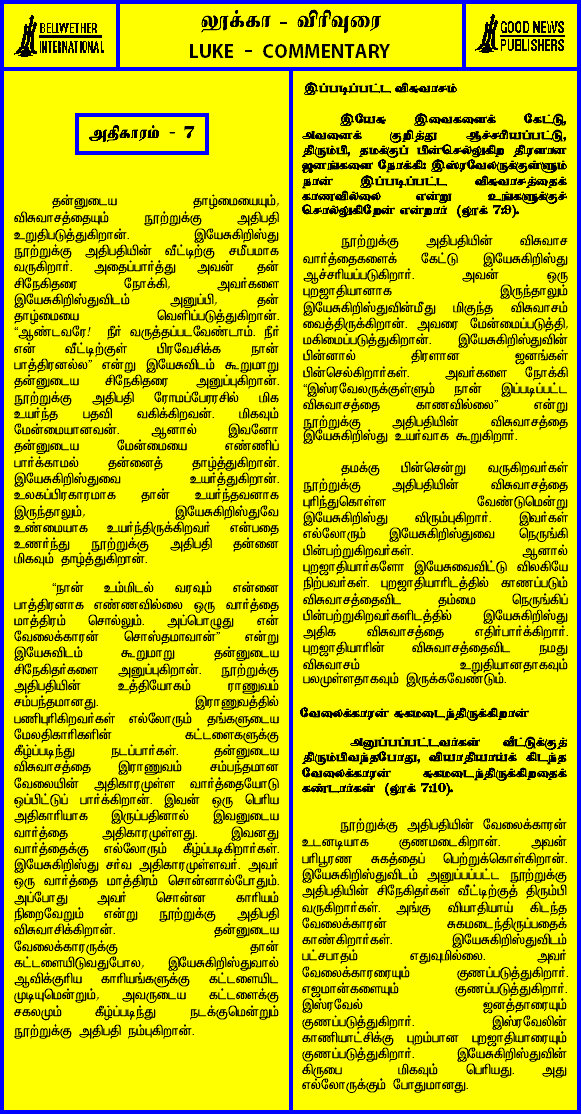 BELWETHER
INTERNATIONAL
லூக்கா - விரிவுரை
LUKE - COMMENTARY
GOOD NEWS
PUBLISHERS
அதிகாரம் - 7
தன்னுடைய தாழ்மையையும்,
விசுவாசத்தையும் நூற்றுக்கு அதிபதி
உறுதிபடுத்துகிறான். இயேசுகிறிஸ்து
நூற்றுக்கு அதிபதியின் வீட்டிற்கு சமீபமாக
வருகிறார். அதைப்பார்த்து அவன் தன்
சிநேகிதரை நோக்கி, அவர்களை
இயேசுகிறிஸ்துவிடம் அனுப்பி, தன்
தாழ்மையை வெளிப்படுத்துகிறான்.
“ஆண்டவரே! நீர் வருத்தப்படவேண்டாம். நீர்
என் வீட்டிற்குள் பிரவேசிக்க நான்
பாத்திரனல்ல” என்று இயேசுவிடம் கூறுமாறு
தன்னுடைய சிநேகிதரை அனுப்புகிறான்.
நூற்றுக்கு அதிபதி ரோமப்பேரரசில் மிக
உயர்ந்த பதவி வகிக்கிறவன். மிகவும்
மேன்மையானவன். ஆனால் இவனோ
தன்னுடைய மேன்மையை எண்ணிப்
பார்க்காமல் தன்னைத் தாழ்த்துகிறான்.
இயேசுகிறிஸ்துவை உயர்த்துகிறான்.
உலகப்பிரகாரமாக தான் உயர்ந்தவனாக
இருந்தாலும், இயேசுகிறிஸ்துவே
உண்மையாக உயர்ந்திருக்கிறவர் என்பதை
உணர்ந்து நூற்றுக்கு அதிபதி தன்னை
மிகவும் தாழ்த்துகிறான்.
“நான் உம்மிடல் வரவும் என்னை
பாத்திரனாக எண்ணவில்லை ஒரு வார்த்தை
மாத்திரம் சொல்லும். அப்பொழுது என்
வேலைக்காரன் சொஸ்தமாவான்” என்று
இயேசுவிடம் கூறுமாறு தன்னுடைய
சிநேகிதர்களை அனுப்புகிறான். நூற்றுக்கு
அதிபதியின் உத்தியோகம் ராணுவம்
சம்பந்தமானது. இராணுவத்தில்
பணிபுரிகிறவர்கள் எல்லோரும் தங்களுடைய
மேலதிகாரிகளின் கட்டளைகளுக்கு
கீழ்ப்படிந்து நடப்பார்கள். தன்னுடைய
விசுவாசத்தை இராணுவம் சம்பந்தமான
வேலையின் அதிகாரமுள்ள வார்த்தையோடு
ஒப்பிட்டுப் பார்க்கிறான். இவன் ஒரு பெரிய
அதிகாரியாக இருப்பதினால் இவனுடைய
வார்த்தை அதிகாரமுள்ளது. இவனது
வார்த்தைக்கு எல்லோரும் கீழ்ப்படிகிறார்கள்.
இயேசுகிறிஸ்து சர்வ அதிகாரமுள்ளவர். அவர்
ஒரு வார்த்தை மாத்திரம் சொன்னால்போதும்.
அப்போது அவர் சொன்ன காரியம்
நிறைவேறும் என்று நூற்றுக்கு அதிபதி
விசுவாசிக்கிறான். தன்னுடைய
வேலைக்காரருக்கு தான்
கட்டளையிடுவதுபோல, இயேசுகிறிஸ்துவால்
ஆவிக்குரிய காரியங்களுக்கு கட்டளையிட
முடியுமென்றும், அவருடைய கட்டளைக்கு
சகலமும் கீழ்ப்படிந்து நடக்குமென்றும்
நூற்றுக்கு அதிபதி நம்புகிறான்.
இப்படிப்பட்ட விசுவாசம்
இயேசு இவைகளைக் கேட்டு,
அவனைக் குறித்து ஆச்சரியப்பட்டு,
திரும்பி, தமக்குப் பின்செல்லுகிற திரளான
ஜனங்களை நோக்கி: இஸ்ரவேலருக்குள்ளும்
நான் இப்படிப்பட்ட விசுவாசத்தைக்
காணவில்லை என்று உங்களுக்குச்
சொல்லுகிறேன் என்றார் (லூக் 7:9).
நூற்றுக்கு அதிபதியின் விசுவாச
வார்த்தைகளைக் கேட்டு இயேசுகிறிஸ்து
ஆச்சரியப்படுகிறார். அவன் ஒரு
புறஜாதியானாக இருந்தாலும்
இயேசுகிறிஸ்துவின்மீது மிகுந்த விசுவாசம்
வைத்திருக்கிறான். அவரை மேன்மைப்படுத்தி,
மகிமைப்படுத்துகிறான். இயேசுகிறிஸ்துவின்
பின்னால் திரளான ஜனங்கள்
பின்செல்கிறார்கள். அவர்களை நோக்கி
“இஸ்ரவேலருக்குள்ளும் நான் இப்படிப்பட்ட
விசுவாசத்தை காணவில்லை” என்று
நூற்றுக்கு அதிபதியின் விசுவாசத்தை
இயேசுகிறிஸ்து உயர்வாக கூறுகிறார்.
தமக்கு பின்சென்று வருகிறவர்கள்
நூற்றுக்கு அதிபதியின் விசுவாசத்தை
புரிந்துகொள்ள வேண்டுமென்று
இயேசுகிறிஸ்து விரும்புகிறார். இவர்கள்
எல்லோரும் இயேசுகிறிஸ்துவை நெருங்கி
பின்பற்றுகிறவர்கள். ஆனால்
புறஜாதியார்களோ இயேசுவைவிட்டு விலகியே
நிற்பவர்கள். புறஜாதியாரிடத்தில் காணப்படும்
விசுவாசத்தைவிட தம்மை நெருங்கிப்
பின்பற்றுகிறவர்களிடத்தில் இயேசுகிறிஸ்து
அதிக விசுவாசத்தை எதிர்பார்க்கிறார்.
புறஜாதியாரின் விசுவாசத்தைவிட நமது
விசுவாசம் உறுதியானதாகவும்
பலமுள்ளதாகவும் இருக்கவேண்டும்.
வேலைக்காரன் சுகமடைந்திருக்கிறான்
அனுப்பப்பட்டவர்கள் வீட்டுக்குத்
திரும்பிவந்தபோது, வியாதியாய்க் கிடந்த
வேலைக்காரன் சுகமடைந்திருக்கிறதைக்
கண்டார்கள் (லூக் 7:10).
நூற்றுக்கு அதிபதியின் வேலைக்காரன்
உடனடியாக குணமடைகிறான். அவன்
பரிபூரண சுகத்தைப் பெற்றுக்கொள்கிறான்.
இயேசுகிறிஸ்துவிடம் அனுப்பப்பட்ட நூற்றுக்கு
அதிபதியின் சிநேகிதர்கள் வீட்டிற்குத் திரும்பி
வருகிறார்கள். அங்கு வியாதியாய் கிடந்த
வேலைக்காரன் சுகமடைந்திருப்பதைக்
காண்கிறார்கள். இயேசுகிறிஸ்துவிடம்
பட்சபாதம் எதுவுமில்லை. அவர்
வேலைக்காரரையும் குணப்படுத்துகிறார்.
எஜமான்களையும் குணப்படுத்துகிறார்.
இஸ்ரவேல் ஜனத்தாரையும்
குணப்படுத்துகிறார். இஸ்ரவேலின்
காணியாட்சிக்கு புறம்பான புறஜாதியாரையும்
குணப்படுத்துகிறார். இயேசுகிறிஸ்துவின்
கிருபை மிகவும் பெரியது. அது
எல்லோருக்கும் போதுமானது.